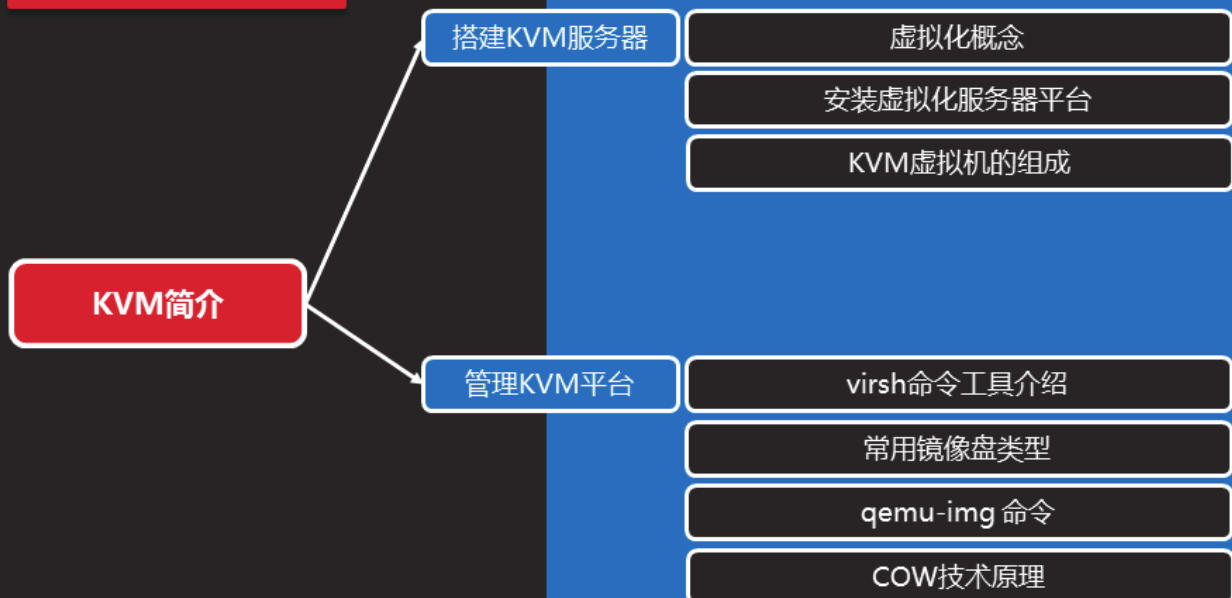 搭建KVM服务器
虚拟化概念
安装虚拟化服务器平台
KVM虚拟机的组成
KVM简介
管理KVM平台
virsh命令工具介绍
常用镜像盘类型
qemu-img 命令
COW技术原理